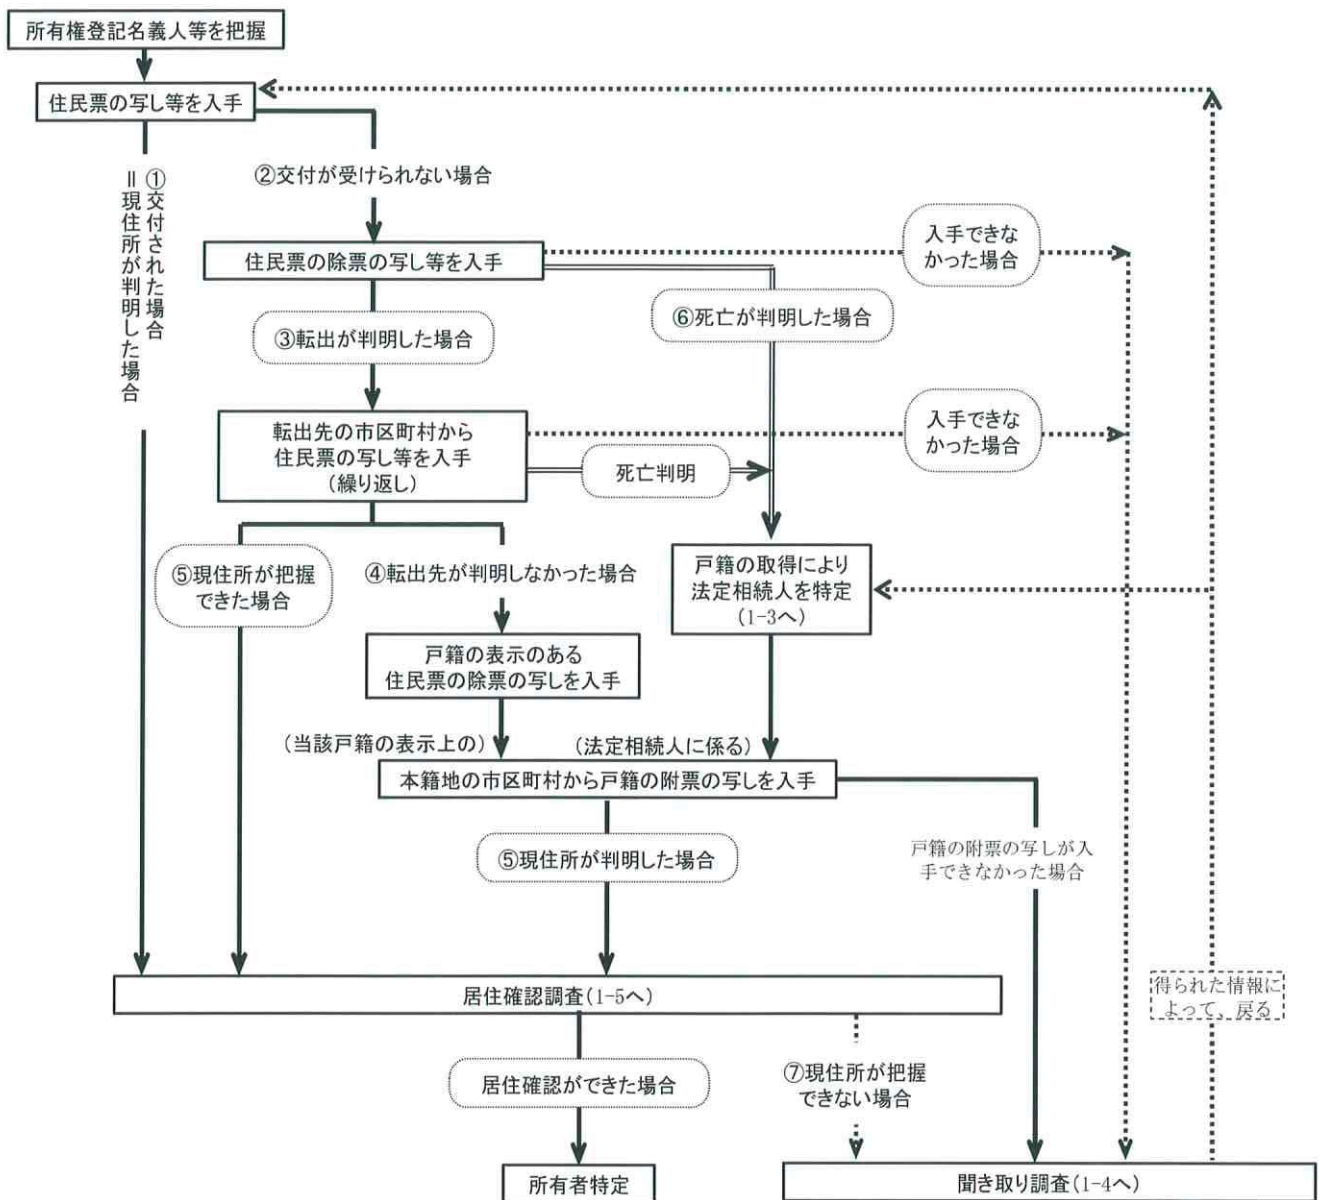 所有権登記名義人等を把握
住民票の写し等を入手
①交付された場合
＝現住所が判明した場合
②交付が受けられない場合
住民票の除票の写し等を入手
入手できな
かった場合
③転出が判明した場合
⑥死亡が判明した場合
転出先の市区町村から
住民票の写し等を入手
(繰り返し)
入手できな
かった場合
死亡判明
⑤現住所が把握
できた場合
④転出先が判明しなかった場合
戸籍の取得により
法定相続人を特定
(1-3へ)
戸籍の表示のある
住民票の除票の写しを入手
(当該戸籍の表示上の)
(法定相続人に係る)
本籍地の市区町村から戸籍の附票の写しを入手
⑤現住所が判明した場合
戸籍の附票の写しが入
手できなかった場合
居住確認調査(1-5へ)
得られた情報に
よって、戻る
居住確認ができた場合
⑦現住所が把握
できない場合
所有者特定
聞き取り調査(1-4へ)